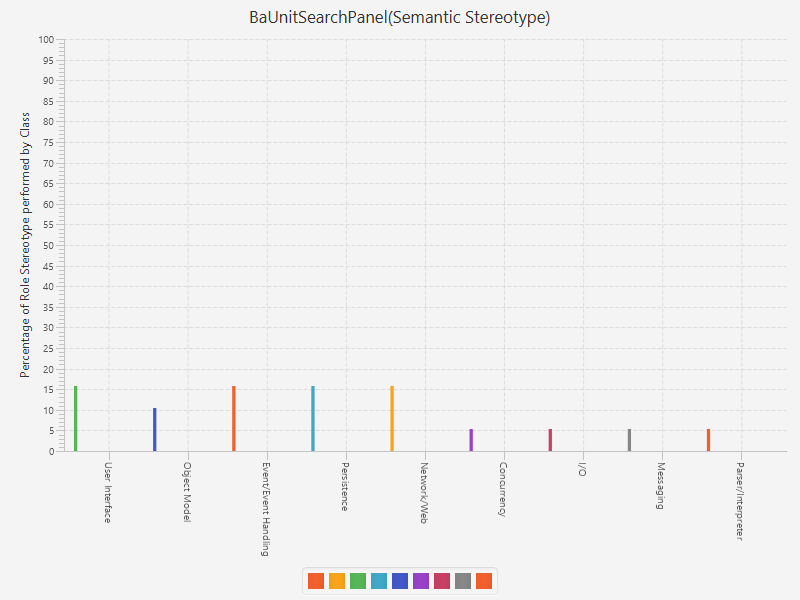 BaUnitSearchPanel(Semantic Stereotype)
Percentage of Role Stereotype performed by Class
100
95
90
85
80
75
70
65
60
55
50
45
40
35
30
25
20
15
10
5
0
User Interface
Object Model
Event/Event Handling
Persistence
Network/Web
Concurrency
I/O
Messaging
Parser/Interpreter